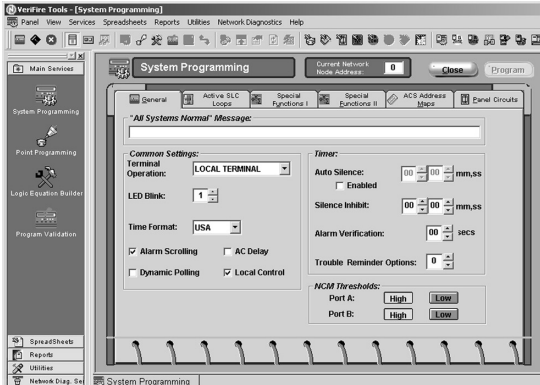 VeriFire Tools - [System Programming]
Panel View Services Spreadsheets Reports Utilities Network Diagnostics Help
Main Services
System Programming
Point Programming
Logic Equation Builder
Program Validation
SpreadSheets
Reports
Utilities
Network Diag. Ser
System Programming
Current Network Node Address: 0
Close
Program
General
Active SLC Loops
Special Functions I
Special Functions II
ACS Address Maps
Panel Circuits
"All Systems Normal" Message:
Common Settings:
Terminal Operation: LOCAL TERMINAL
LED Blink: 1
Time Format: USA
Alarm Scrolling
AC Delay
Dynamic Polling
Local Control
Timer:
Auto Silence: 00 : 00 mm,ss
Enabled
Silence Inhibit: 00 : 00 mm,ss
Alarm Verification: 00 secs
Trouble Reminder Options: 0
NCM Thresholds:
Port A: High Low
Port B: High Low
System Programming